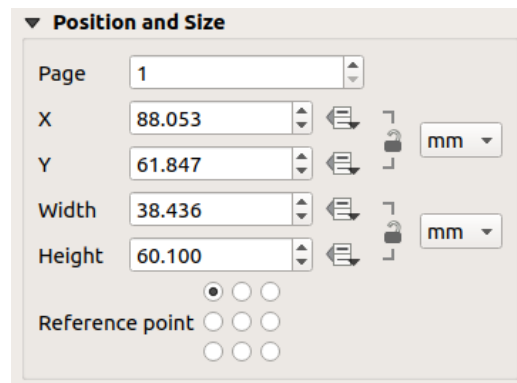 Position and Size
Page 1
X 88.053
mm
Y 61.847
Width 38.436
mm
Height 60.100
Reference point